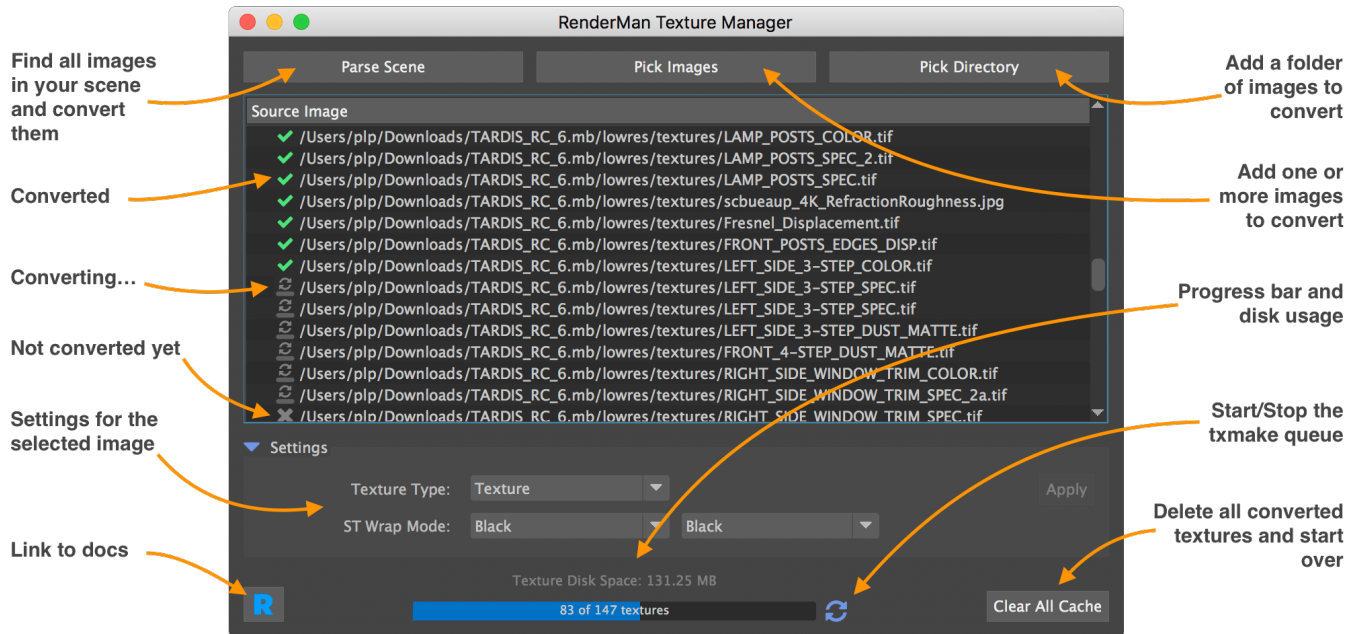 RenderMan Texture Manager
Find all images
in your scene
and convert
them
Parse Scene
Pick Images
Pick Directory
Add a folder
of images to
convert
Source Image
/Users/plp/Downloads/TARDIS_RC_6.mb/lowres/textures/LAMP_POSTS_COLOR.tif
/Users/plp/Downloads/TARDIS_RC_6.mb/lowres/textures/LAMP_POSTS_SPEC_2.tif
/Users/plp/Downloads/TARDIS_RC_6.mb/lowres/textures/LAMP_POSTS_SPEC.tif
/Users/plp/Downloads/TARDIS_RC_6.mb/lowres/textures/scbueaup_4K_RefractionRoughness.jpg
/Users/plp/Downloads/TARDIS_RC_6.mb/lowres/textures/Fresnel_Displacement.tif
/Users/plp/Downloads/TARDIS_RC_6.mb/lowres/textures/FRONT_POSTS_EDGES_DISP.tif
/Users/plp/Downloads/TARDIS_RC_6.mb/lowres/textures/LEFT_SIDE_3-STEP_COLOR.tif
/Users/plp/Downloads/TARDIS_RC_6.mb/lowres/textures/LEFT_SIDE_3-STEP_SPEC.tif
/Users/plp/Downloads/TARDIS_RC_6.mb/lowres/textures/LEFT_SIDE_3-STEP_SPEC.tif
/Users/plp/Downloads/TARDIS_RC_6.mb/lowres/textures/LEFT_SIDE_3-STEP_DUST_MATTE.tif
/Users/plp/Downloads/TARDIS_RC_6.mb/lowres/textures/FRONT_4-STEP_DUST_MATTE.tif
/Users/plp/Downloads/TARDIS_RC_6.mb/lowres/textures/RIGHT_SIDE_WINDOW_TRIM_COLOR.tif
/Users/plp/Downloads/TARDIS_RC_6.mb/lowres/textures/RIGHT_SIDE_WINDOW_TRIM_SPEC_2a.tif
/Users/plp/Downloads/TARDIS_RC_6.mb/lowres/textures/RIGHT_SIDE_WINDOW_TRIM_SPEC.tif
Converted
Converting...
Not converted yet
Settings for the
selected image
Link to docs
Add one or
more images
to convert
Progress bar and
disk usage
Start/Stop the
txmake queue
Delete all converted
textures and start
over
Settings
Texture Type:
Texture
Apply
ST Wrap Mode:
Black
Black
Texture Disk Space: 131.25 MB
R
83 of 147 textures
Clear All Cache